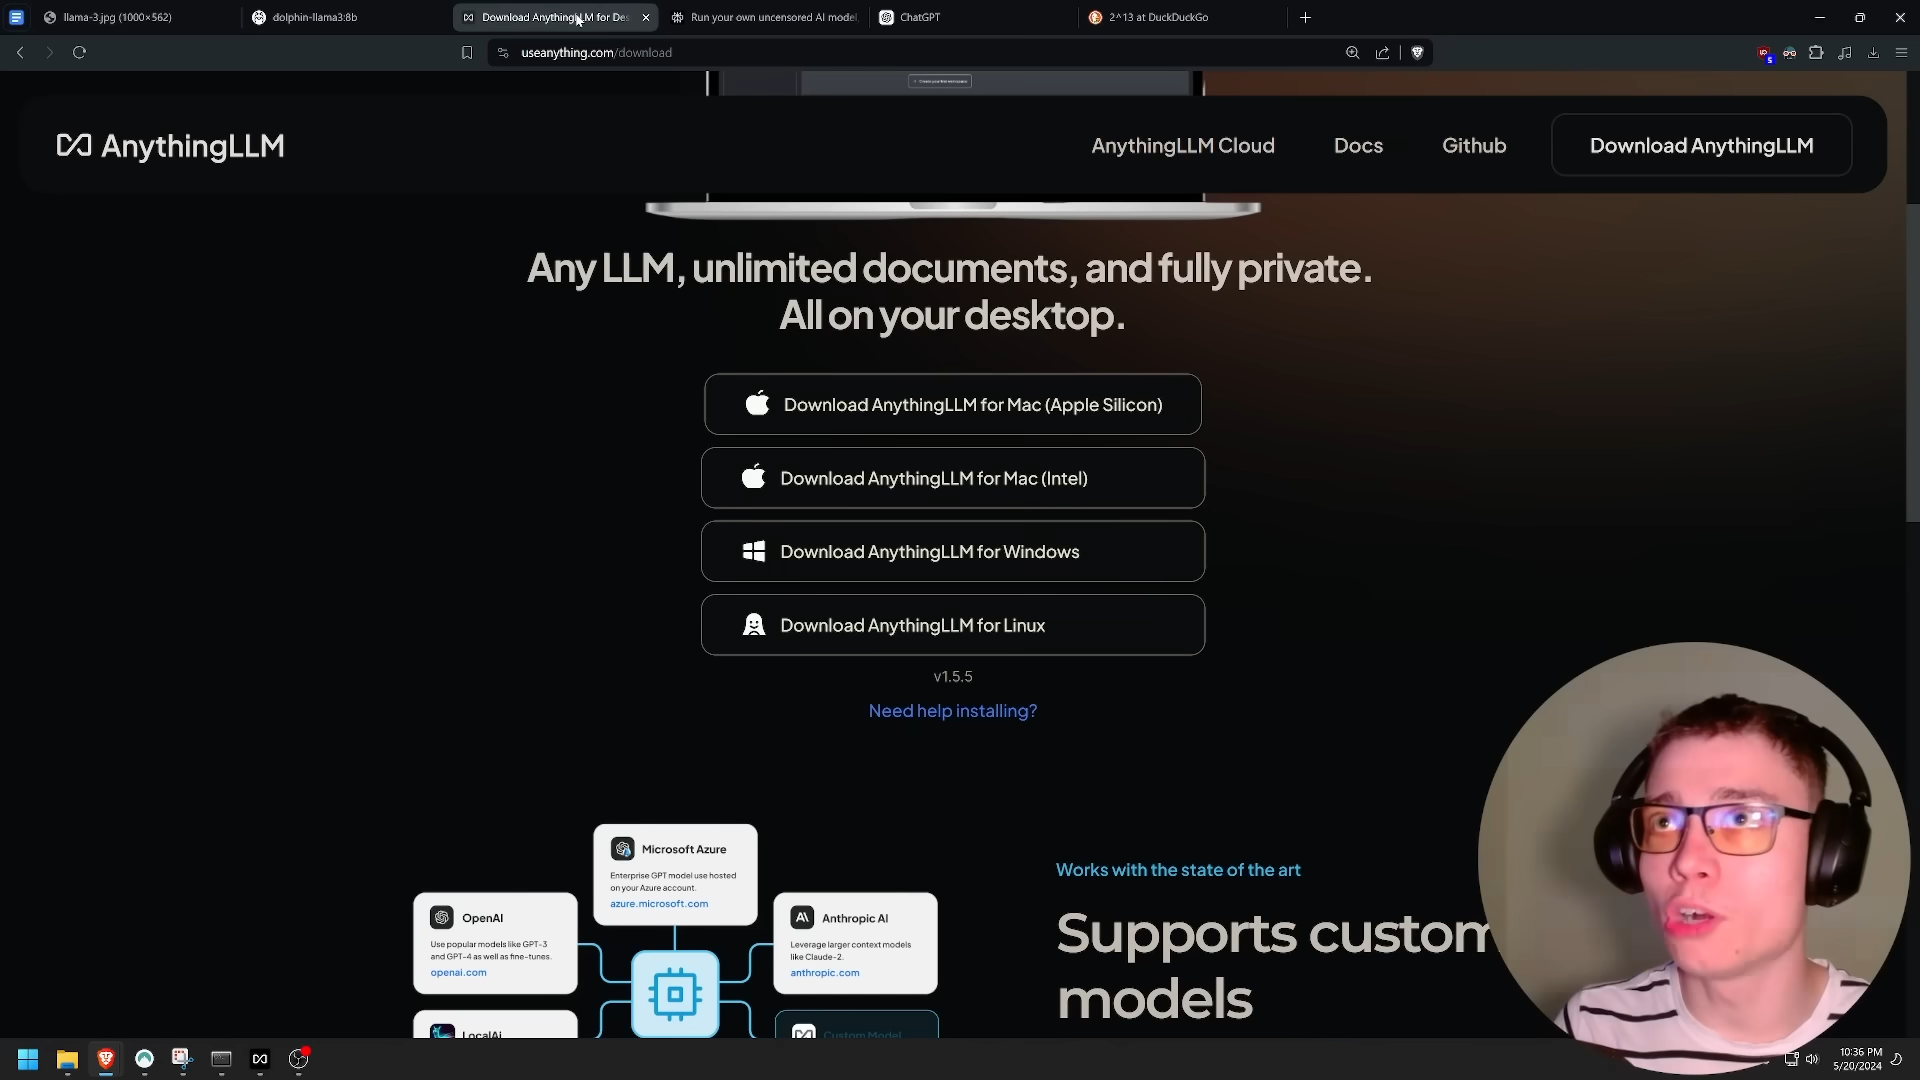 llama-3.jpg (1000×562)
dolphin-llama3:8b
Download AnythingLLM for Des
Run your own uncensored AI model,
ChatGPT
2^13 at DuckDuckGo
useanything.com/download
AnythingLLM
AnythingLLM Cloud
Docs
Github
Download AnythingLLM
Any LLM, unlimited documents, and fully private.
All on your desktop.
Download AnythingLLM for Mac (Apple Silicon)
Download AnythingLLM for Mac (Intel)
Download AnythingLLM for Windows
Download AnythingLLM for Linux
v1.5.5
Need help installing?
Microsoft Azure
Enterprise GPT model use hosted
on your Azure account.
azure.microsoft.com
OpenAI
Use popular models like GPT-3
and GPT-4 as well as fine-tunes.
openai.com
Anthropic AI
Leverage larger context models
like Claude-2.
anthropic.com
LocalAi
Custom Model
Works with the state of the art
Supports custom
models
10:36 PM
5/20/2024